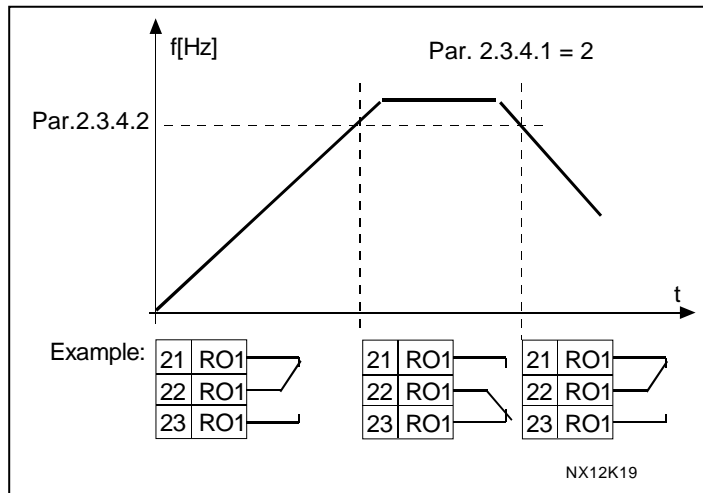 f[Hz]
Par. 2.3.4.1 = 2
Par.2.3.4.2
t
Example:
21 RO1
22 RO1
23 RO1
21 RO1
22 RO1
23 RO1
21 RO1
22 RO1
23 RO1
NX12K19